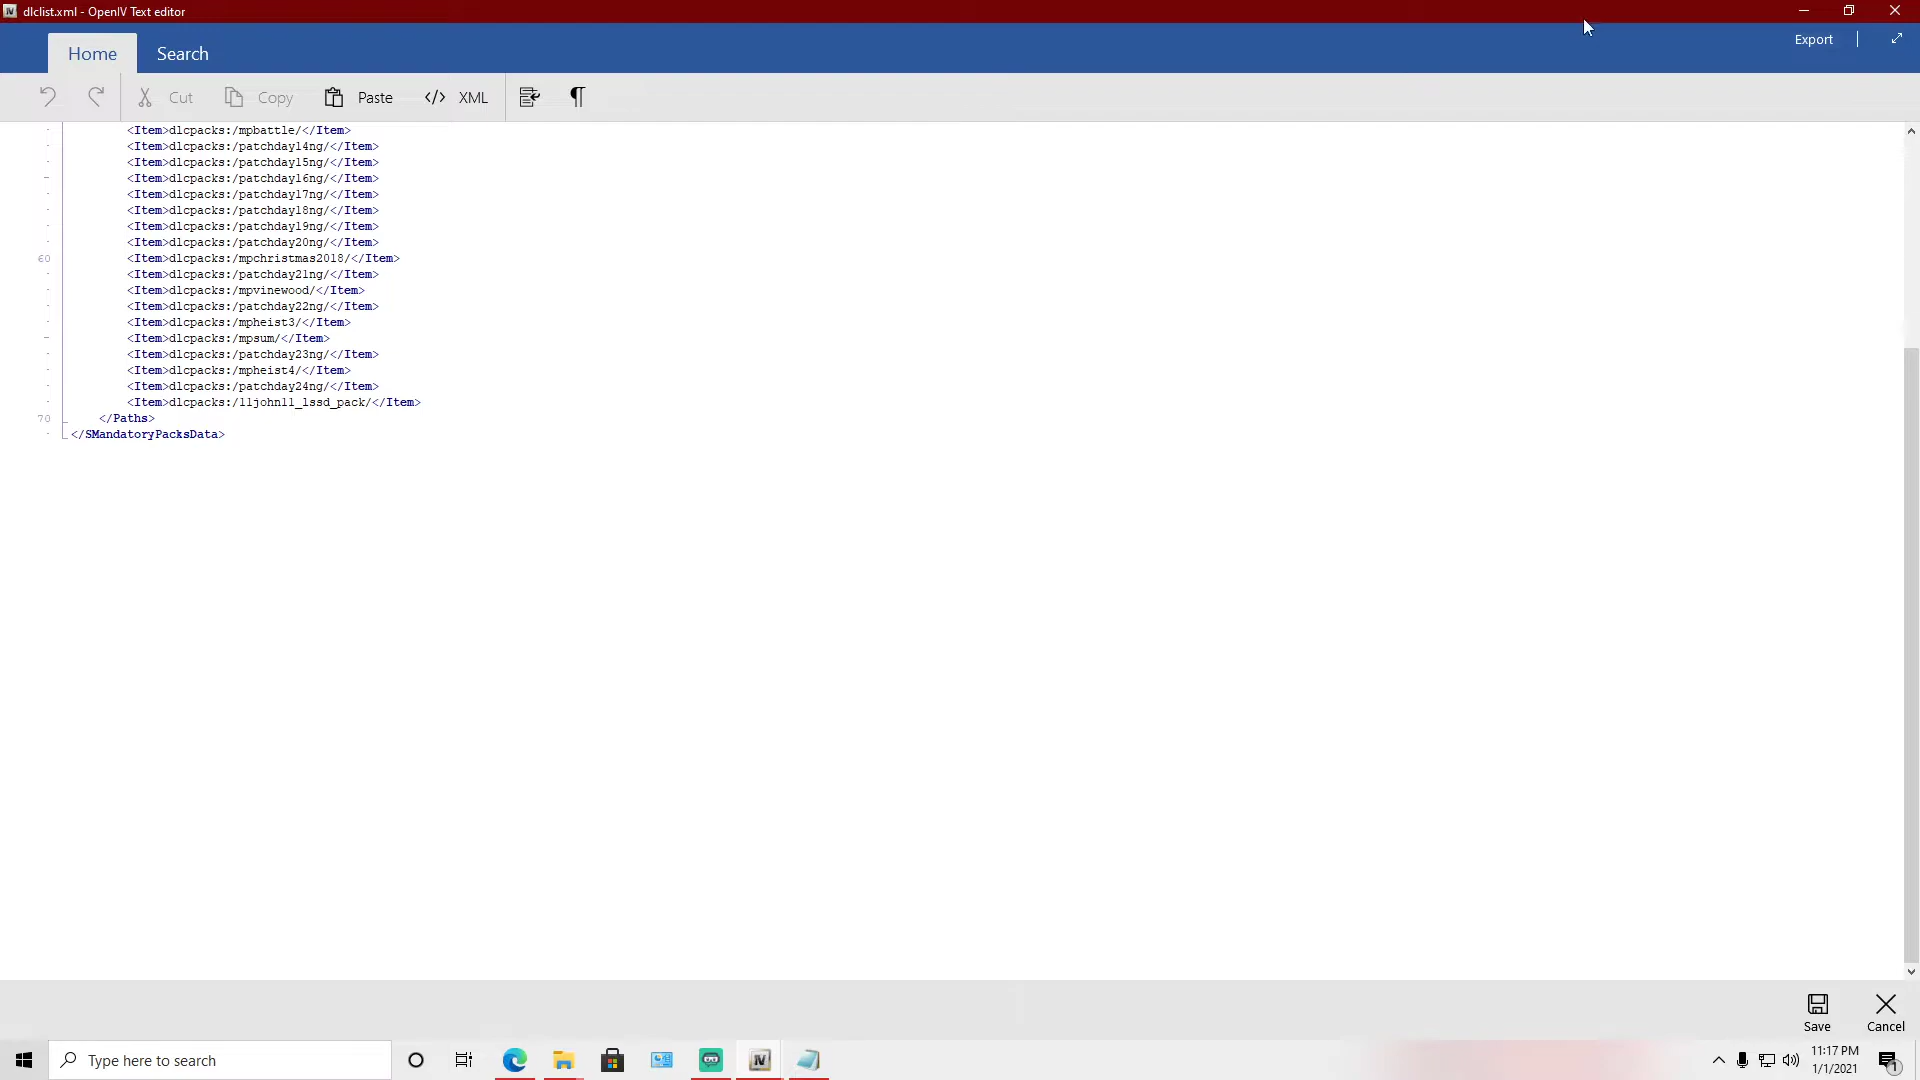 dlclist.xml - OpenIV Text editor
Export
Home Search
Cut Copy Paste </> XML
<Item>dlcpacks:/mpbattle/</Item>
<Item>dlcpacks:/patchday14ng/</Item>
<Item>dlcpacks:/patchday15ng/</Item>
<Item>dlcpacks:/patchday16ng/</Item>
<Item>dlcpacks:/patchday17ng/</Item>
<Item>dlcpacks:/patchday18ng/</Item>
<Item>dlcpacks:/patchday19ng/</Item>
<Item>dlcpacks:/patchday20ng/</Item>
60 <Item>dlcpacks:/mpchristmas2018/</Item>
<Item>dlcpacks:/patchday21ng/</Item>
<Item>dlcpacks:/mpvinewood/</Item>
<Item>dlcpacks:/patchday22ng/</Item>
<Item>dlcpacks:/mpheist3/</Item>
<Item>dlcpacks:/mpsum/</Item>
<Item>dlcpacks:/patchday23ng/</Item>
<Item>dlcpacks:/mpheist4/</Item>
<Item>dlcpacks:/patchday24ng/</Item>
<Item>dlcpacks:/11john11_lssd_pack/</Item>
70 </Paths>
</SMandatoryPacksData>
Save Cancel
Type here to search
11:17 PM
1/1/2021
1